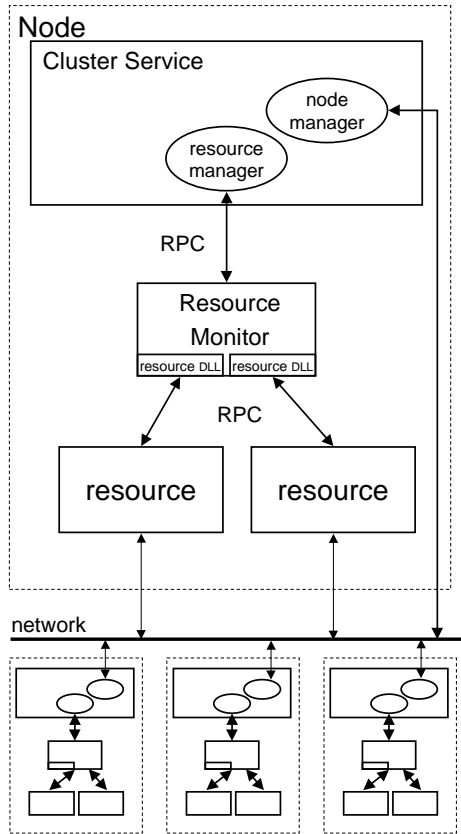 Node
Cluster Service
node
manager
resource
manager
RPC
Resource
Monitor
resource DLL
resource DLL
RPC
resource
resource
network